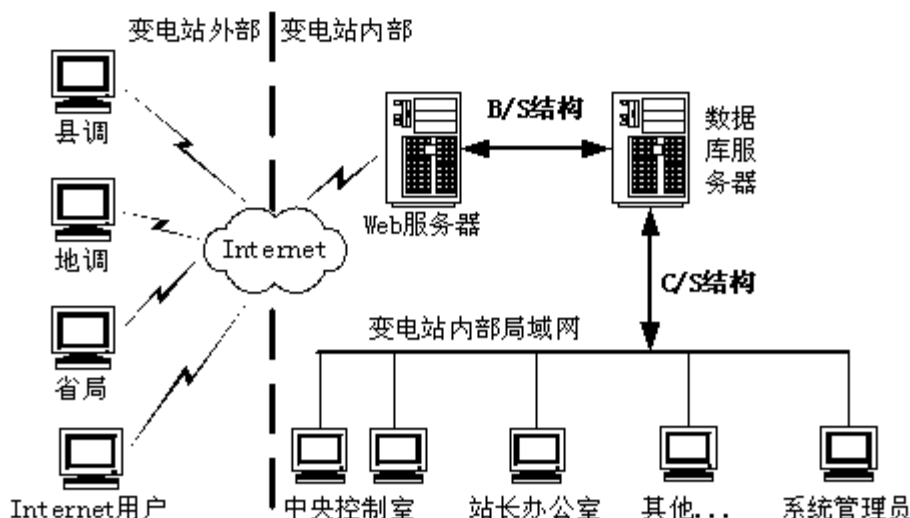 变电站外部
变电站内部
县调
地调
省局
Internet用户
Internet
Web服务器
B/S结构
数据
库服
务器
C/S结构
变电站内部局域网
中央控制室
站长办公室
其他...
系统管理员